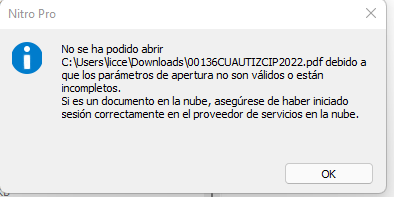 Nitro Pro
No se ha podido abrir
C:\Users\licce\Downloads\00136CUAUTIZCIP2022.pdf debido a
que los parámetros de apertura no son válidos o están
incompletos.
Si es un documento en la nube, asegúrese de haber iniciado
sesión correctamente en el proveedor de servicios en la nube.
OK